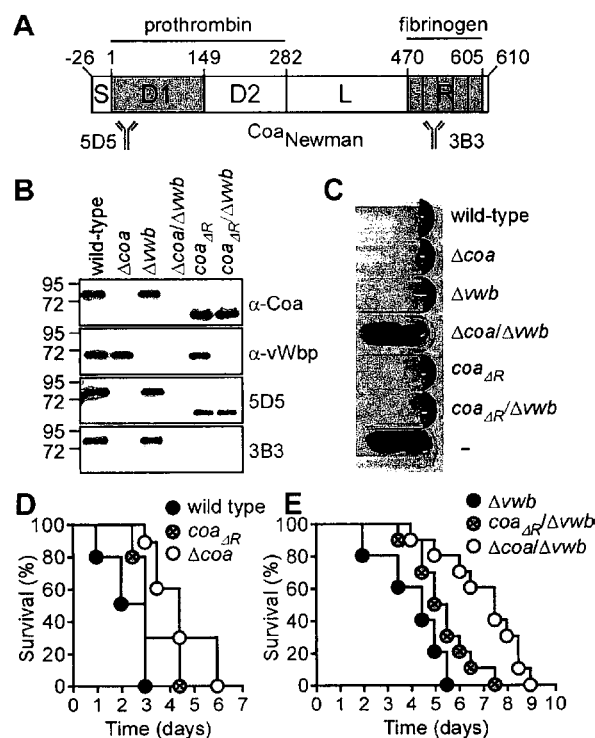 A
prothrombin
fibrinogen
-26 1 149 282 470 605 610
S D1 D2 L R
5D5 CoaNewman 3B3
B
wild-type
Δcoa
Δvwb
Δcoa/Δvwb
coaΔR
coaΔR/Δvwb
95
72
α-Coa
95
72
α-vWbp
95
72
5D5
95
72
3B3
C
wild-type
Δcoa
Δvwb
Δcoa/Δvwb
coaΔR
coaΔR/Δvwb
-
D
wild type
coaΔR
Δcoa
Survival (%)
100
80
60
40
20
0
0 1 2 3 4 5 6 7
Time (days)
E
Δvwb
coaΔR/Δvwb
Δcoa/Δvwb
Survival (%)
100
80
60
40
20
0
0 1 2 3 4 5 6 7 8 9 10
Time (days)